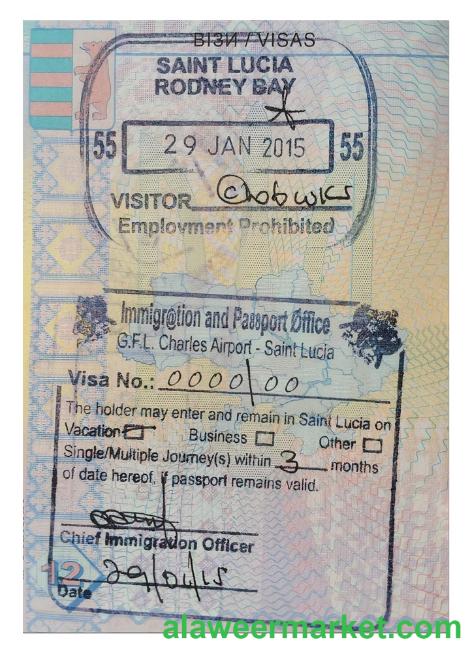 ВІЗИ / VISAS
SAINT LUCIA
RODNEY BAY
55 29 JAN 2015 55
VISITOR
Employment Prohibited
Immigr@tion and Passport Office
G.F.L. Charles Airport - Saint Lucia
Visa No.: 0000/00
The holder may enter and remain in Saint Lucia on
Vacation Business Other
Single/Multiple Journey(s) within 3 months
of date hereof, if passport remains valid.
Chief Immigration Officer
12
Date 29/01/15
alaweermarket.com